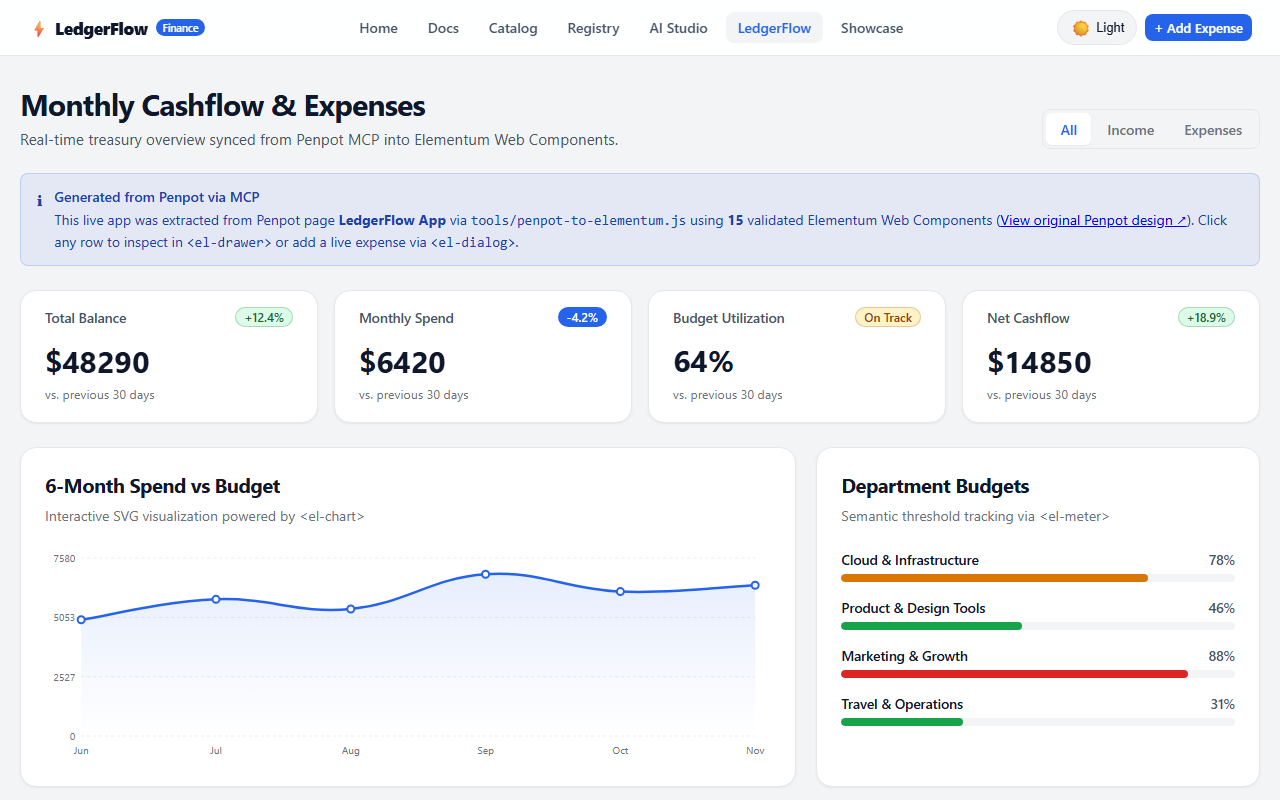 LedgerFlow Finance
Home Docs Catalog Registry AI Studio LedgerFlow Showcase
Light + Add Expense
Monthly Cashflow & Expenses
Real-time treasury overview synced from Penpot MCP into Elementum Web Components.
All Income Expenses
Generated from Penpot via MCP
This live app was extracted from Penpot page LedgerFlow App via tools/penpot-to-elementum.js using 15 validated Elementum Web Components (View original Penpot design ↗). Click
any row to inspect in <el-drawer> or add a live expense via <el-dialog>.
Total Balance +12.4%
$48290
vs. previous 30 days
Monthly Spend -4.2%
$6420
vs. previous 30 days
Budget Utilization On Track
64%
vs. previous 30 days
Net Cashflow +18.9%
$14850
vs. previous 30 days
6-Month Spend vs Budget
Interactive SVG visualization powered by <el-chart>
7580
5053
2527
0
Jun Jul Aug Sep Oct Nov
Department Budgets
Semantic threshold tracking via <el-meter>
Cloud & Infrastructure 78%
Product & Design Tools 46%
Marketing & Growth 88%
Travel & Operations 31%